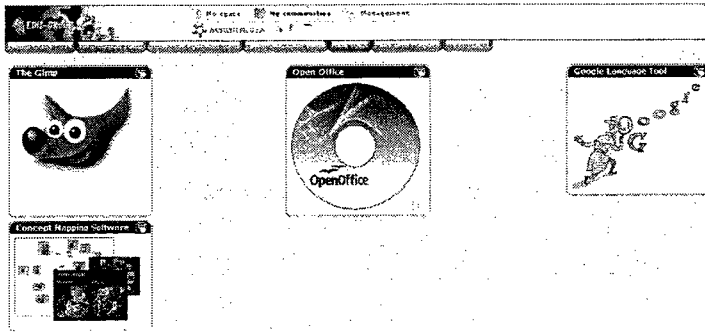 My space My communities Management
The Gimp
Open Office
Google Language Tool
OpenOffice
Concept Mapping Software